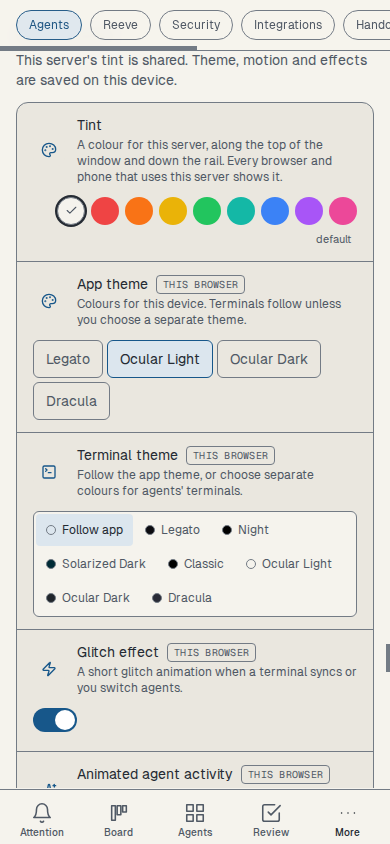 Agents Reeve Security Integrations
This server's tint is shared. Theme, motion and effects
are saved on this device.
Tint
A colour for this server, along the top of the
window and down the rail. Every browser and
phone that uses this server shows it.
default
App theme THIS BROWSER
Colours for this device. Terminals follow unless
you choose a separate theme.
Legato Ocular Light Ocular Dark
Dracula
Terminal theme THIS BROWSER
Follow the app theme, or choose separate
colours for agents' terminals.
Follow app Legato Night
Solarized Dark Classic Ocular Light
Ocular Dark Dracula
Glitch effect THIS BROWSER
A short glitch animation when a terminal syncs or
you switch agents.
Animated agent activity THIS BROWSER
Attention Board Agents Review More